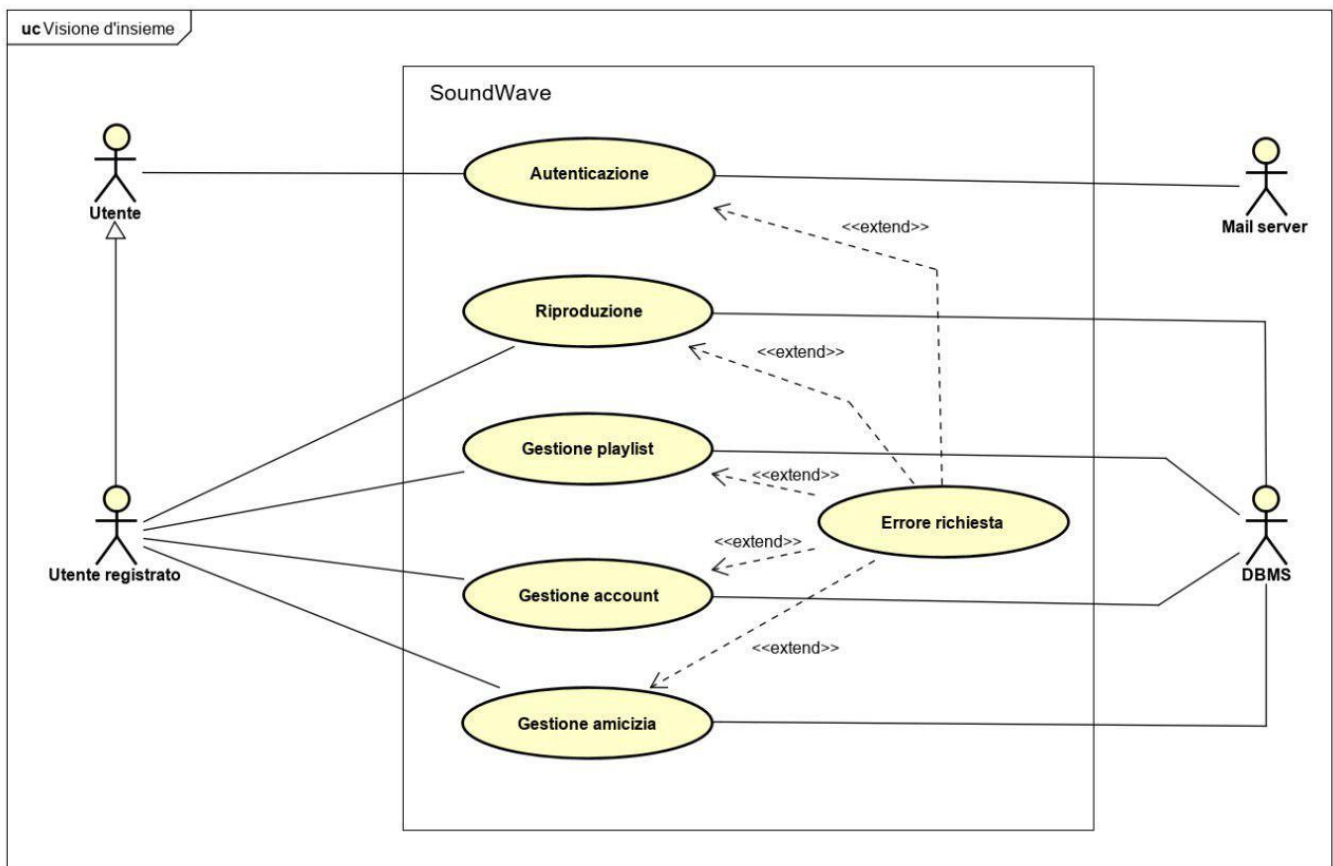 uc Visione d'insieme
SoundWave
Autenticazione
Utente
Mail server
<<extend>>
Riproduzione
<<extend>>
Gestione playlist
<<extend>>
Errore richiesta
<<extend>>
Utente registrato
DBMS
Gestione account
<<extend>>
Gestione amicizia